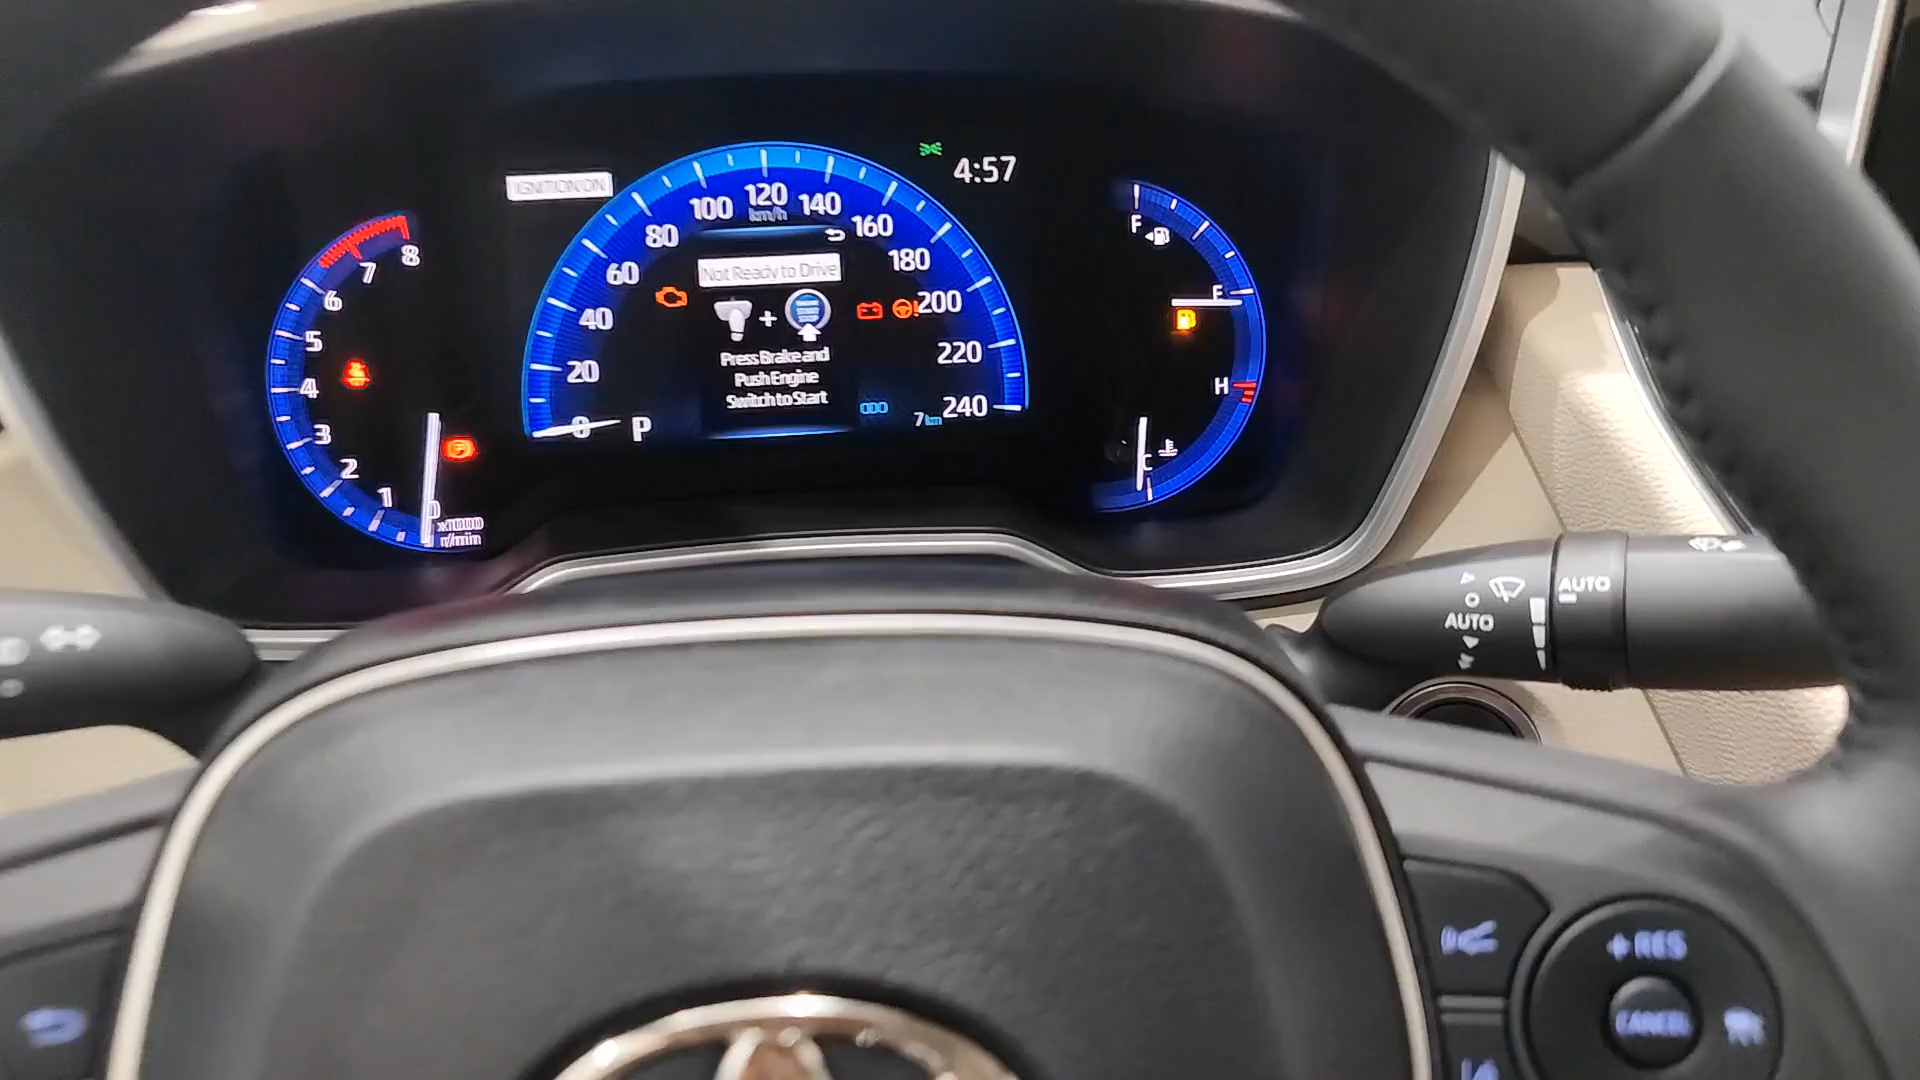 IGNITION ON
4:57
8
7
6
5
4
3
2
1
0
x1000
r/min
0
20
40
60
80
100
120
140
160
180
200
220
240
km/h
Not Ready to Drive
Press Brake and
Push Engine
Switch to Start
P
7 km
F
E
H
C
AUTO
AUTO
+RES
CANCEL